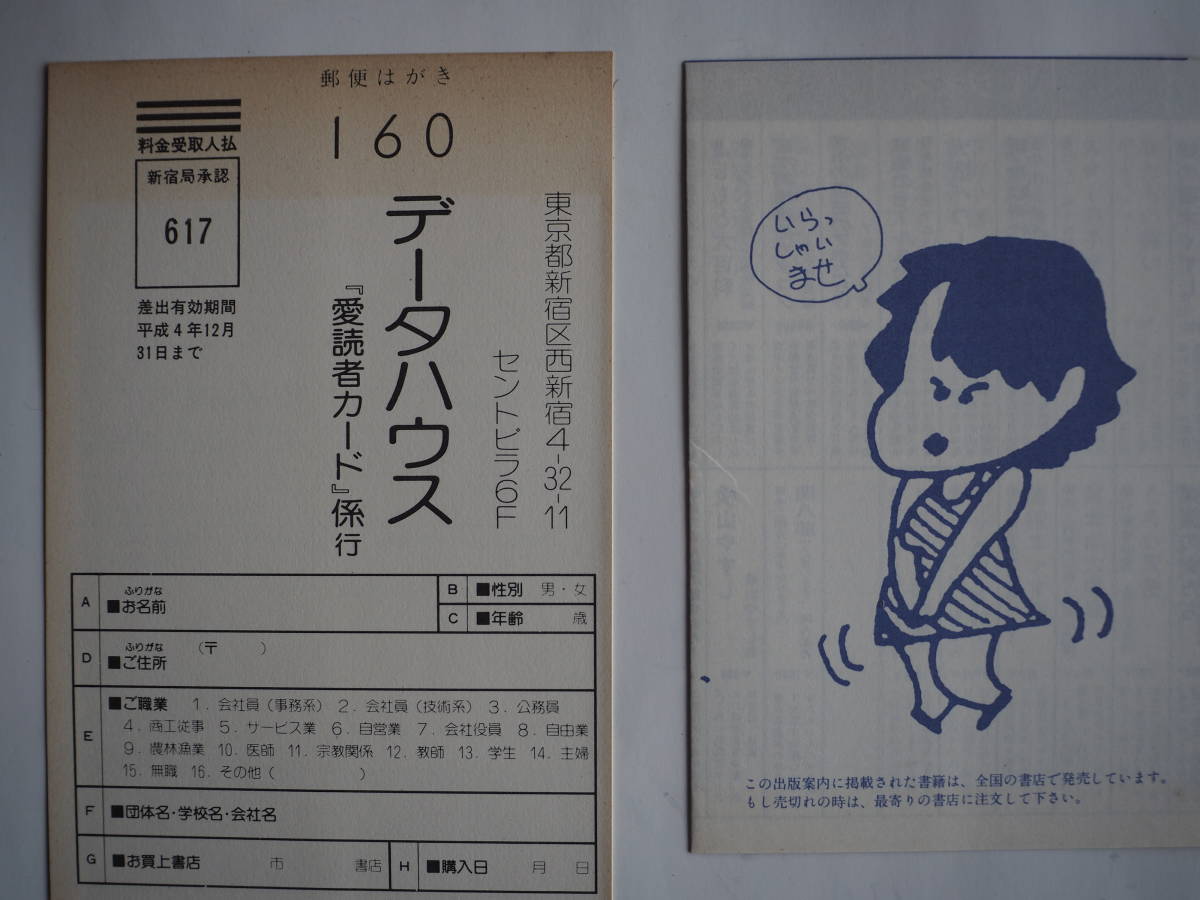 郵便はがき
160
料金受取人払
新宿局承認
617
差出有効期間
平成4年12月
31日まで
東京都新宿区西新宿4-32-11
セントビラ6F
データハウス
『愛読者カード』係行
A ふりがな
■お名前
B ■性別 男・女
C ■年齢 歳
D ふりがな
■ご住所 (〒 )
E ■ご職業 1. 会社員(事務系) 2. 会社員(技術系) 3. 公務員
4. 商工従事 5. サービス業 6. 自営業 7. 会社役員 8. 自由業
9. 農林漁業 10. 医師 11. 宗教関係 12. 教師 13. 学生 14. 主婦
15. 無職 16. その他( )
F ■団体名・学校名・会社名
G ■お買上書店 市 書店 H ■購入日 月 日
いらっ
しゃい
ませ
この出版案内に掲載された書籍は、全国の書店で発売しています。
もし売切れの時は、最寄りの書店に注文して下さい。